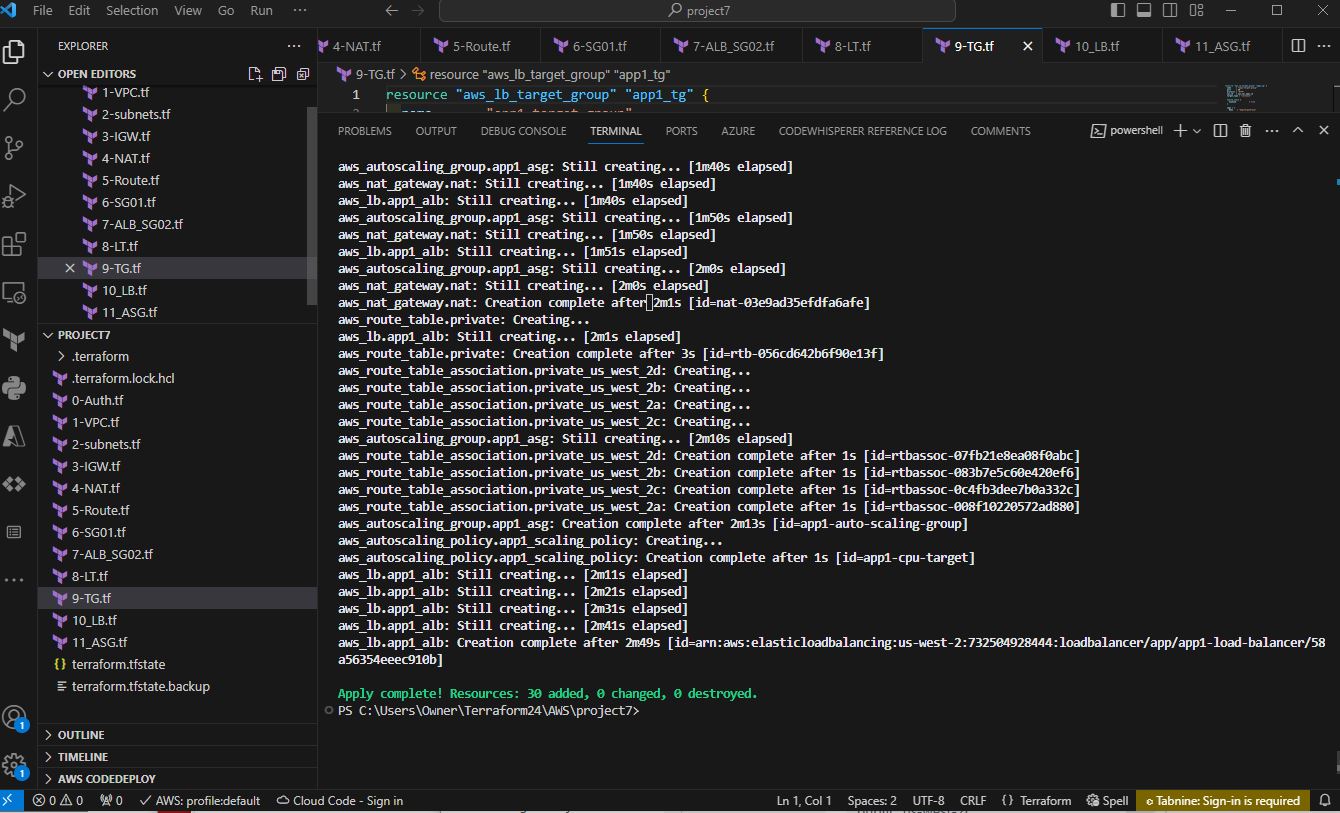 File Edit Selection View Go Run ··· project7
EXPLORER ···
OPEN EDITORS
1-VPC.tf
2-subnets.tf
3-IGW.tf
4-NAT.tf
5-Route.tf
6-SG01.tf
7-ALB_SG02.tf
8-LT.tf
9-TG.tf
10_LB.tf
11_ASG.tf
PROJECT7
.terraform
.terraform.lock.hcl
0-Auth.tf
1-VPC.tf
2-subnets.tf
3-IGW.tf
4-NAT.tf
5-Route.tf
6-SG01.tf
7-ALB_SG02.tf
8-LT.tf
9-TG.tf
10_LB.tf
11_ASG.tf
{} terraform.tfstate
terraform.tfstate.backup
OUTLINE
TIMELINE
AWS CODEDEPLOY
1
1
4-NAT.tf 5-Route.tf 6-SG01.tf 7-ALB_SG02.tf 8-LT.tf 9-TG.tf 10_LB.tf 11_ASG.tf ···
9-TG.tf > resource "aws_lb_target_group" "app1_tg"
1 resource "aws_lb_target_group" "app1_tg" {
PROBLEMS OUTPUT DEBUG CONSOLE TERMINAL PORTS AZURE CODEWHISPERER REFERENCE LOG COMMENTS powershell ···
aws_autoscaling_group.app1_asg: Still creating... [1m40s elapsed]
aws_nat_gateway.nat: Still creating... [1m40s elapsed]
aws_lb.app1_alb: Still creating... [1m40s elapsed]
aws_autoscaling_group.app1_asg: Still creating... [1m50s elapsed]
aws_nat_gateway.nat: Still creating... [1m50s elapsed]
aws_lb.app1_alb: Still creating... [1m51s elapsed]
aws_autoscaling_group.app1_asg: Still creating... [2m0s elapsed]
aws_nat_gateway.nat: Still creating... [2m0s elapsed]
aws_nat_gateway.nat: Creation complete after 2m1s [id=nat-03e9ad35efdfa6afe]
aws_route_table.private: Creating...
aws_lb.app1_alb: Still creating... [2m1s elapsed]
aws_route_table.private: Creation complete after 3s [id=rtb-056cd642b6f90e13f]
aws_route_table_association.private_us_west_2d: Creating...
aws_route_table_association.private_us_west_2b: Creating...
aws_route_table_association.private_us_west_2a: Creating...
aws_route_table_association.private_us_west_2c: Creating...
aws_autoscaling_group.app1_asg: Still creating... [2m10s elapsed]
aws_route_table_association.private_us_west_2d: Creation complete after 1s [id=rtbassoc-07fb21e8ea08f0abc]
aws_route_table_association.private_us_west_2b: Creation complete after 1s [id=rtbassoc-083b7e5c60e420ef6]
aws_route_table_association.private_us_west_2c: Creation complete after 1s [id=rtbassoc-0c4fb3dee7b0a332c]
aws_route_table_association.private_us_west_2a: Creation complete after 1s [id=rtbassoc-008f10220572ad880]
aws_autoscaling_group.app1_asg: Creation complete after 2m13s [id=app1-auto-scaling-group]
aws_autoscaling_policy.app1_scaling_policy: Creating...
aws_autoscaling_policy.app1_scaling_policy: Creation complete after 1s [id=app1-cpu-target]
aws_lb.app1_alb: Still creating... [2m11s elapsed]
aws_lb.app1_alb: Still creating... [2m21s elapsed]
aws_lb.app1_alb: Still creating... [2m31s elapsed]
aws_lb.app1_alb: Still creating... [2m41s elapsed]
aws_lb.app1_alb: Creation complete after 2m49s [id=arn:aws:elasticloadbalancing:us-west-2:732504928444:loadbalancer/app/app1-load-balancer/58
a56354eeec910b]
Apply complete! Resources: 30 added, 0 changed, 0 destroyed.
PS C:\Users\Owner\Terraform24\AWS\project7>
0 0 0 AWS: profile:default Cloud Code - Sign in Ln 1, Col 1 Spaces: 2 UTF-8 CRLF {} Terraform Spell Tabnine: Sign-in is required